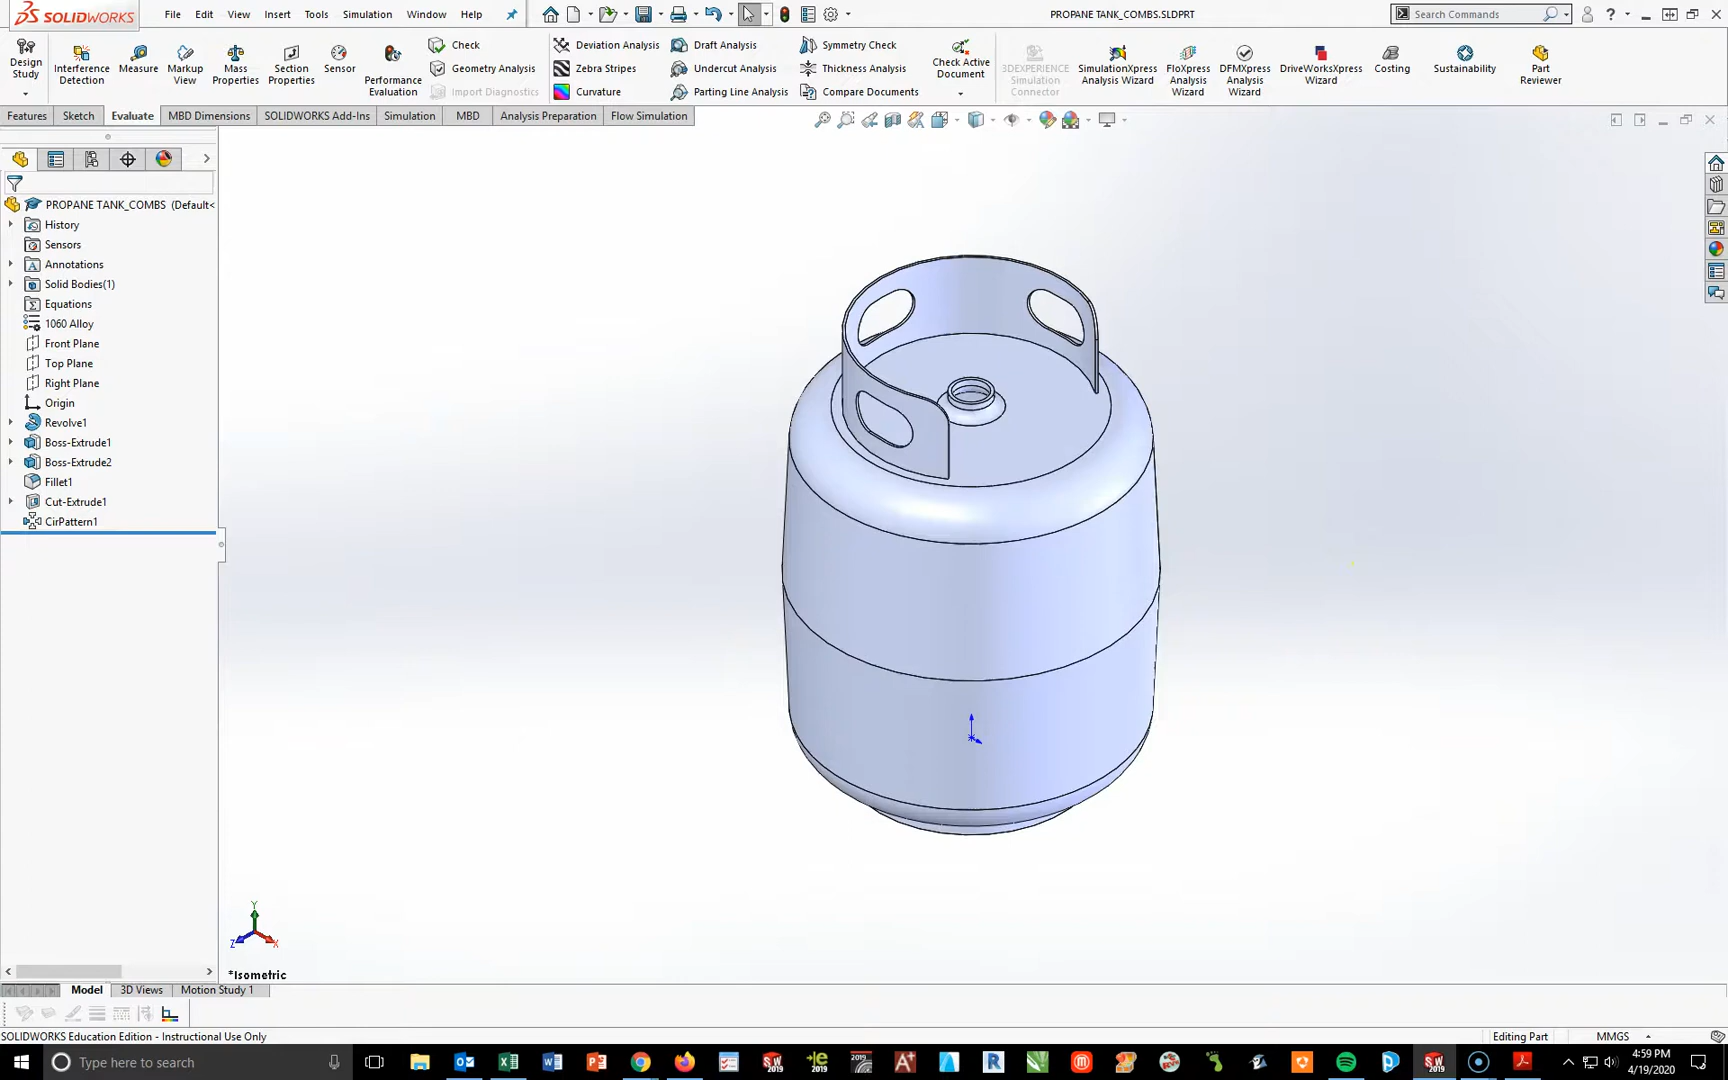 SOLIDWORKS File Edit View Insert Tools Simulation Window Help PROPANE TANK_COMBS.SLDPRT Search Commands ?
Design Study
Interference Detection
Measure
Markup View
Mass Properties
Section Properties
Sensor
Performance Evaluation
Check
Geometry Analysis
Import Diagnostics
Deviation Analysis
Zebra Stripes
Curvature
Draft Analysis
Undercut Analysis
Parting Line Analysis
Symmetry Check
Thickness Analysis
Compare Documents
Check Active Document
3DEXPERIENCE Simulation Connector
SimulationXpress Analysis Wizard
FloXpress Analysis Wizard
DFMXpress Analysis Wizard
DriveWorksXpress Wizard
Costing
Sustainability
Part Reviewer
Features Sketch Evaluate MBD Dimensions SOLIDWORKS Add-Ins Simulation MBD Analysis Preparation Flow Simulation
PROPANE TANK_COMBS (Default<
History
Sensors
Annotations
Solid Bodies(1)
Equations
1060 Alloy
Front Plane
Top Plane
Right Plane
Origin
Revolve1
Boss-Extrude1
Boss-Extrude2
Fillet1
Cut-Extrude1
CirPattern1
Y
Z X
*Isometric
Model 3D Views Motion Study 1
SOLIDWORKS Education Edition - Instructional Use Only Editing Part MMGS
Type here to search 4:59 PM
4/19/2020